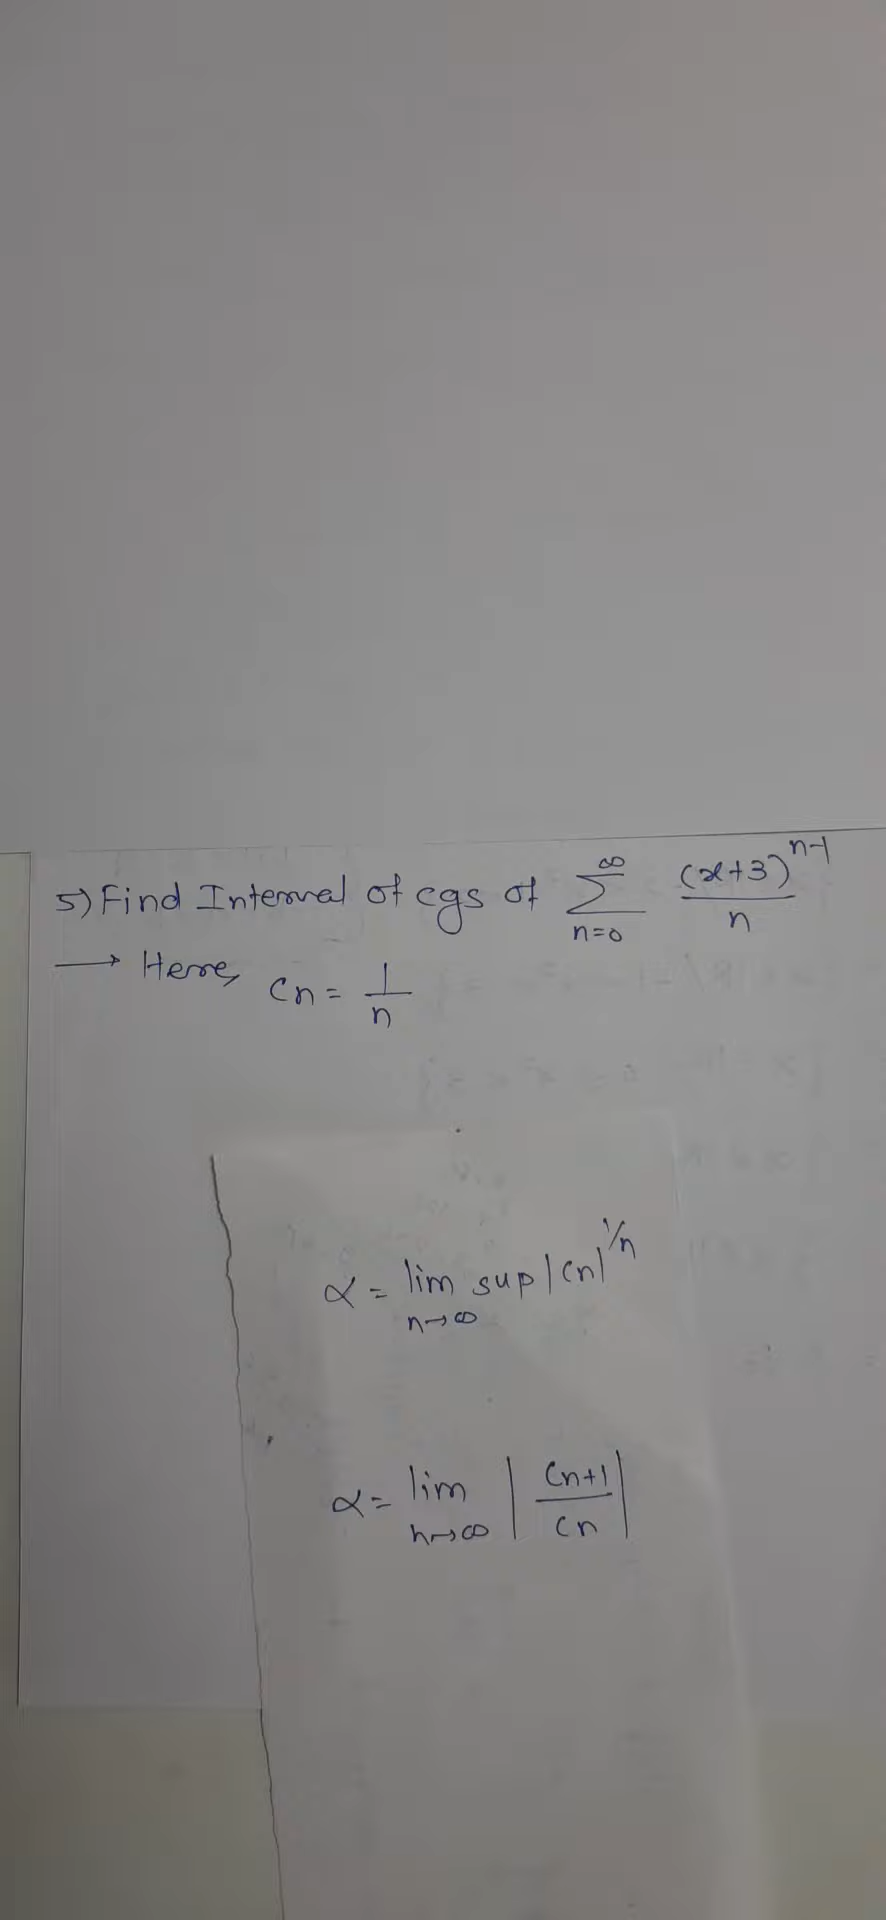 5) Find Interval of cgs of ∞∑n=0 (x+3)^n-1 / n
→ Here, Cn = 1/n
α = lim n→∞ sup |Cn|^1/n
α = lim n→∞ |Cn+1 / Cn|